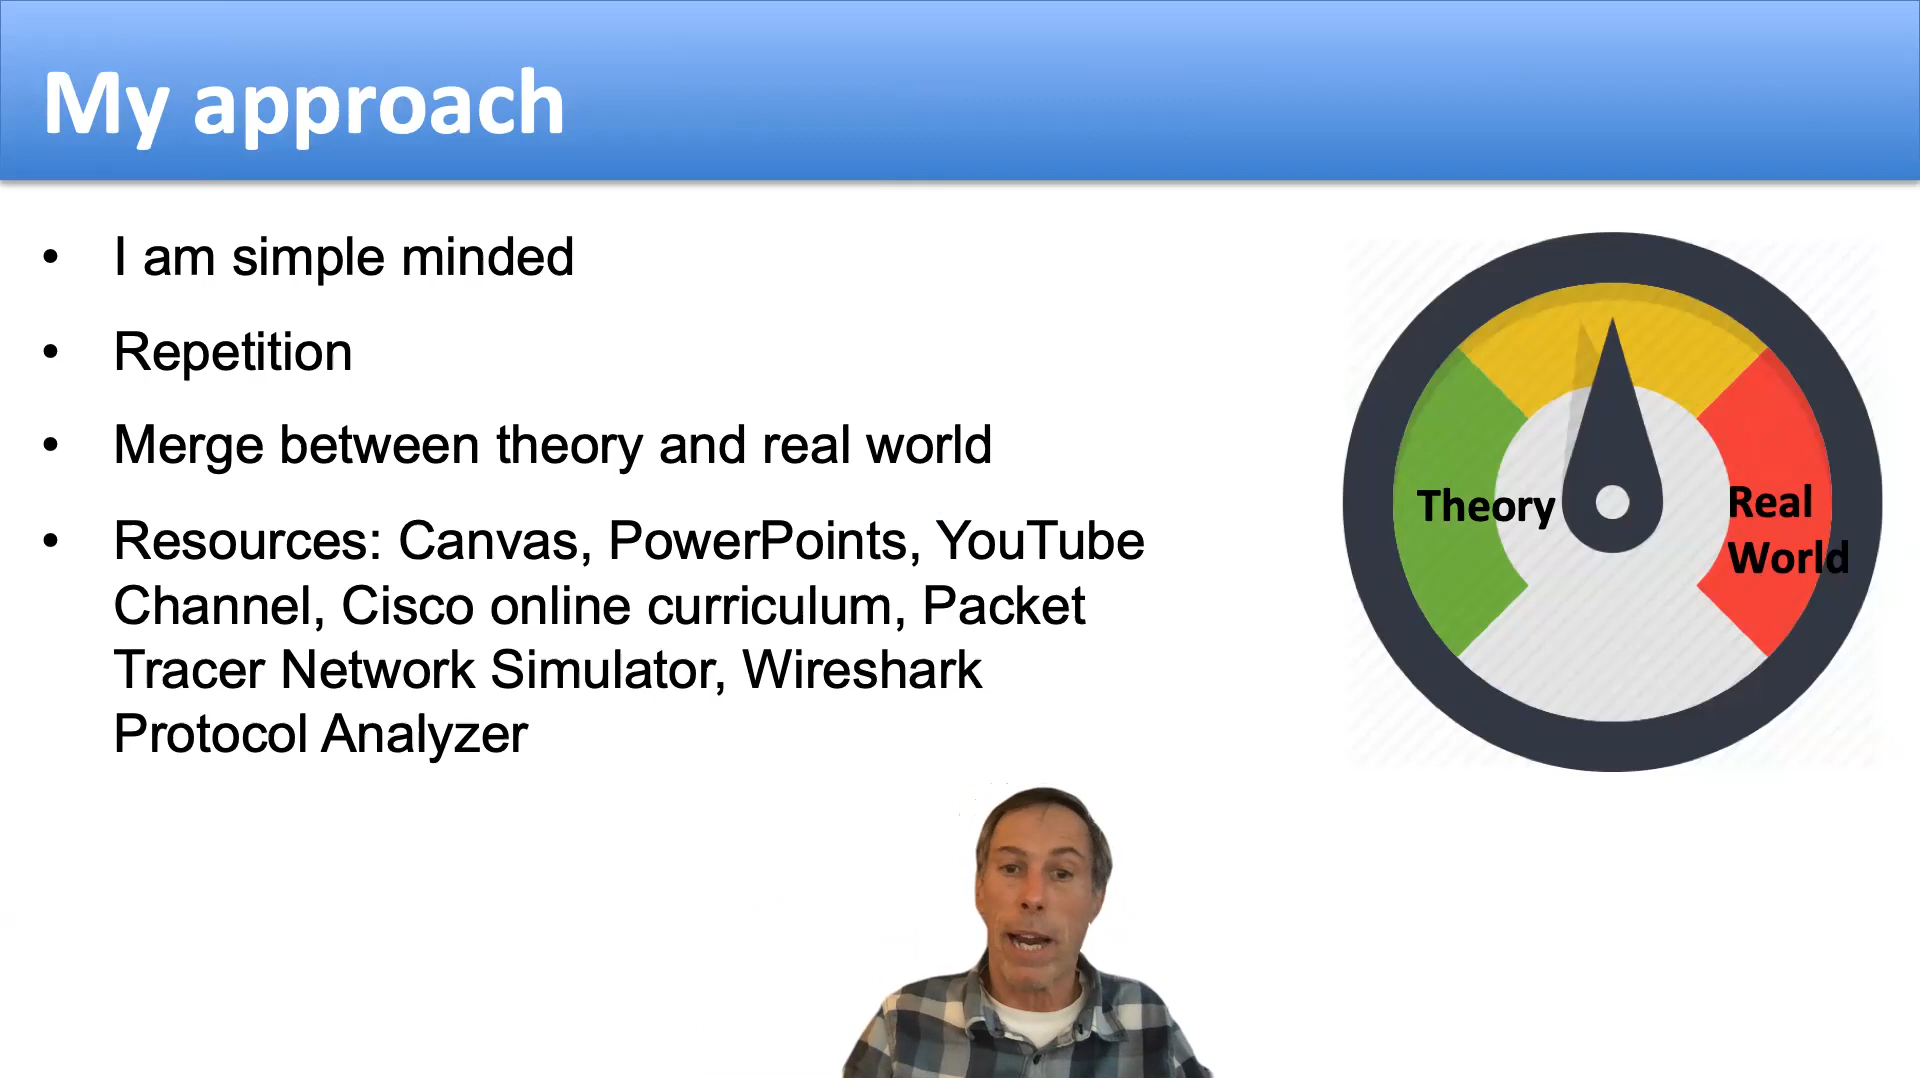 My approach
• I am simple minded
• Repetition
• Merge between theory and real world
• Resources: Canvas, PowerPoints, YouTube
Channel, Cisco online curriculum, Packet
Tracer Network Simulator, Wireshark
Protocol Analyzer
Theory
Real
World